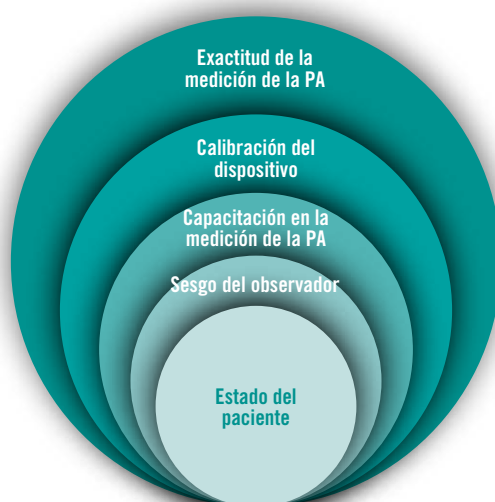 Exactitud de la
medición de la PA
Calibración del
dispositivo
Capacitación en la
medición de la PA
Sesgo del observador
Estado del
paciente